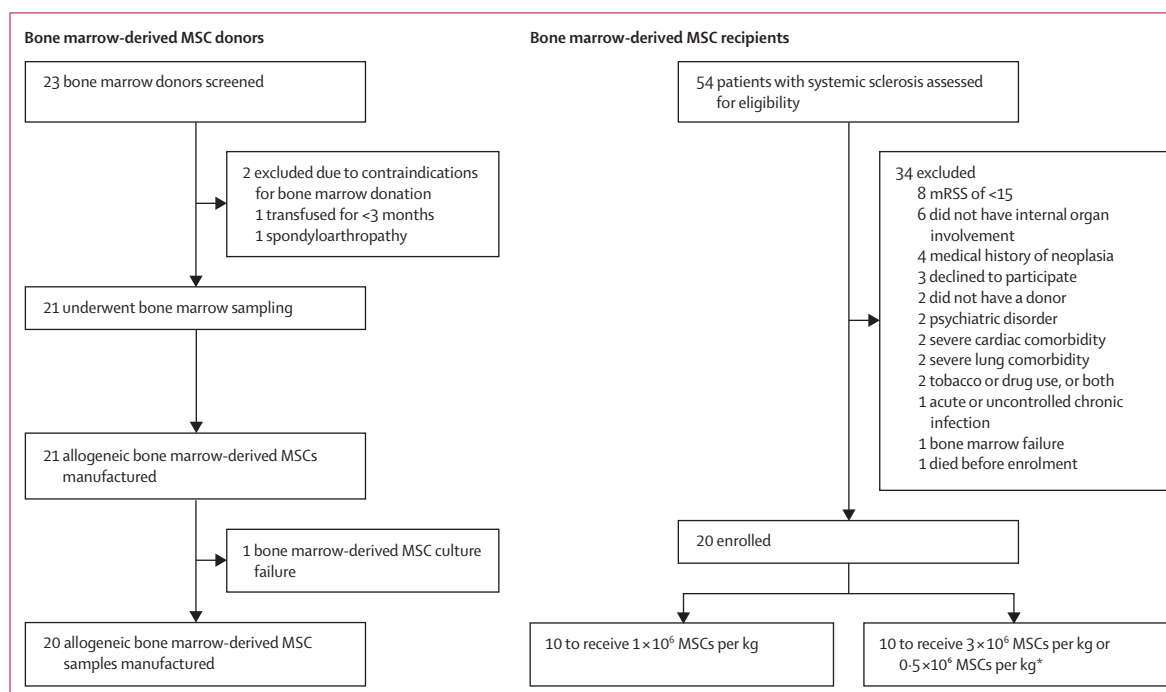 Bone marrow-derived MSC donors
23 bone marrow donors screened
2 excluded due to contraindications
for bone marrow donation
1 transfused for <3 months
1 spondyloarthropathy
21 underwent bone marrow sampling
21 allogeneic bone marrow-derived MSCs
manufactured
1 bone marrow-derived MSC culture
failure
20 allogeneic bone marrow-derived MSC
samples manufactured
Bone marrow-derived MSC recipients
54 patients with systemic sclerosis assessed
for eligibility
34 excluded
8 mRSS of <15
6 did not have internal organ
involvement
4 medical history of neoplasia
3 declined to participate
2 did not have a donor
2 psychiatric disorder
2 severe cardiac comorbidity
2 severe lung comorbidity
2 tobacco or drug use, or both
1 acute or uncontrolled chronic
infection
1 bone marrow failure
1 died before enrolment
20 enrolled
10 to receive 1×10⁶ MSCs per kg
10 to receive 3×10⁶ MSCs per kg or
0·5×10⁶ MSCs per kg*